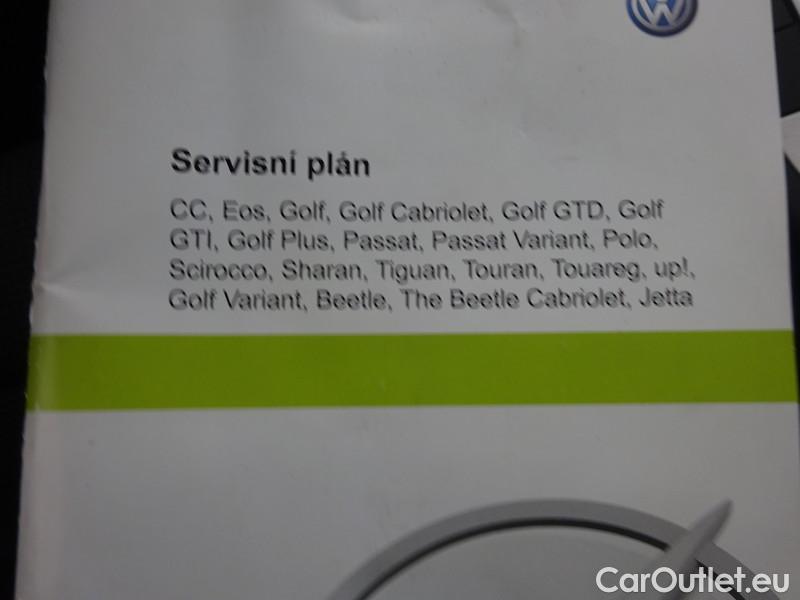 Servisní plán
CC, Eos, Golf, Golf Cabriolet, Golf GTD, Golf
GTI, Golf Plus, Passat, Passat Variant, Polo,
Scirocco, Sharan, Tiguan, Touran, Touareg, up!,
Golf Variant, Beetle, The Beetle Cabriolet, Jetta
CarOutlet.eu